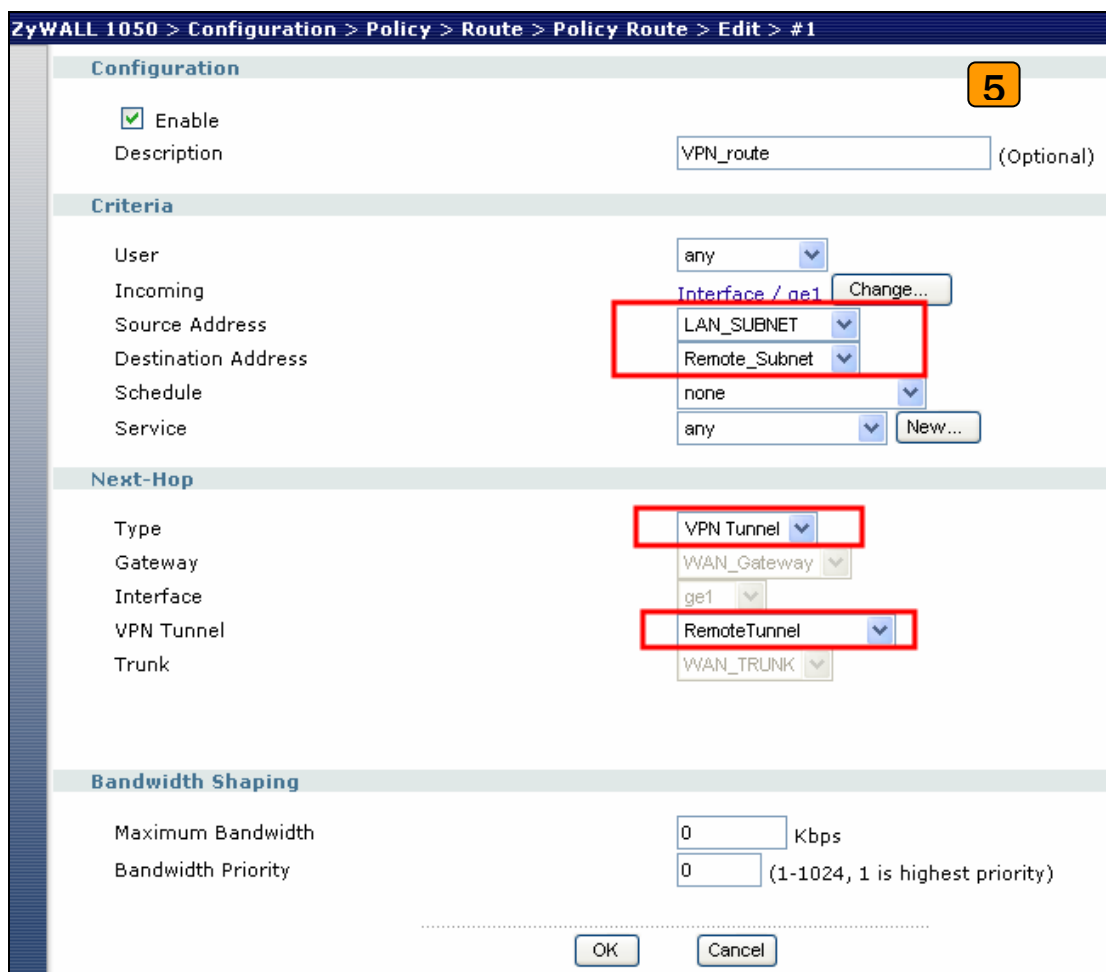 ZyWALL 1050 > Configuration > Policy > Route > Policy Route > Edit > #1
Configuration
5
Enable
Description VPN_route (Optional)
Criteria
User any
Incoming Interface / ge1 Change...
Source Address LAN_SUBNET
Destination Address Remote_Subnet
Schedule none
Service any New...
Next-Hop
Type VPN Tunnel
Gateway WAN_Gateway
Interface ge1
VPN Tunnel RemoteTunnel
Trunk WAN_TRUNK
Bandwidth Shaping
Maximum Bandwidth 0 Kbps
Bandwidth Priority 0 (1-1024, 1 is highest priority)
OK Cancel